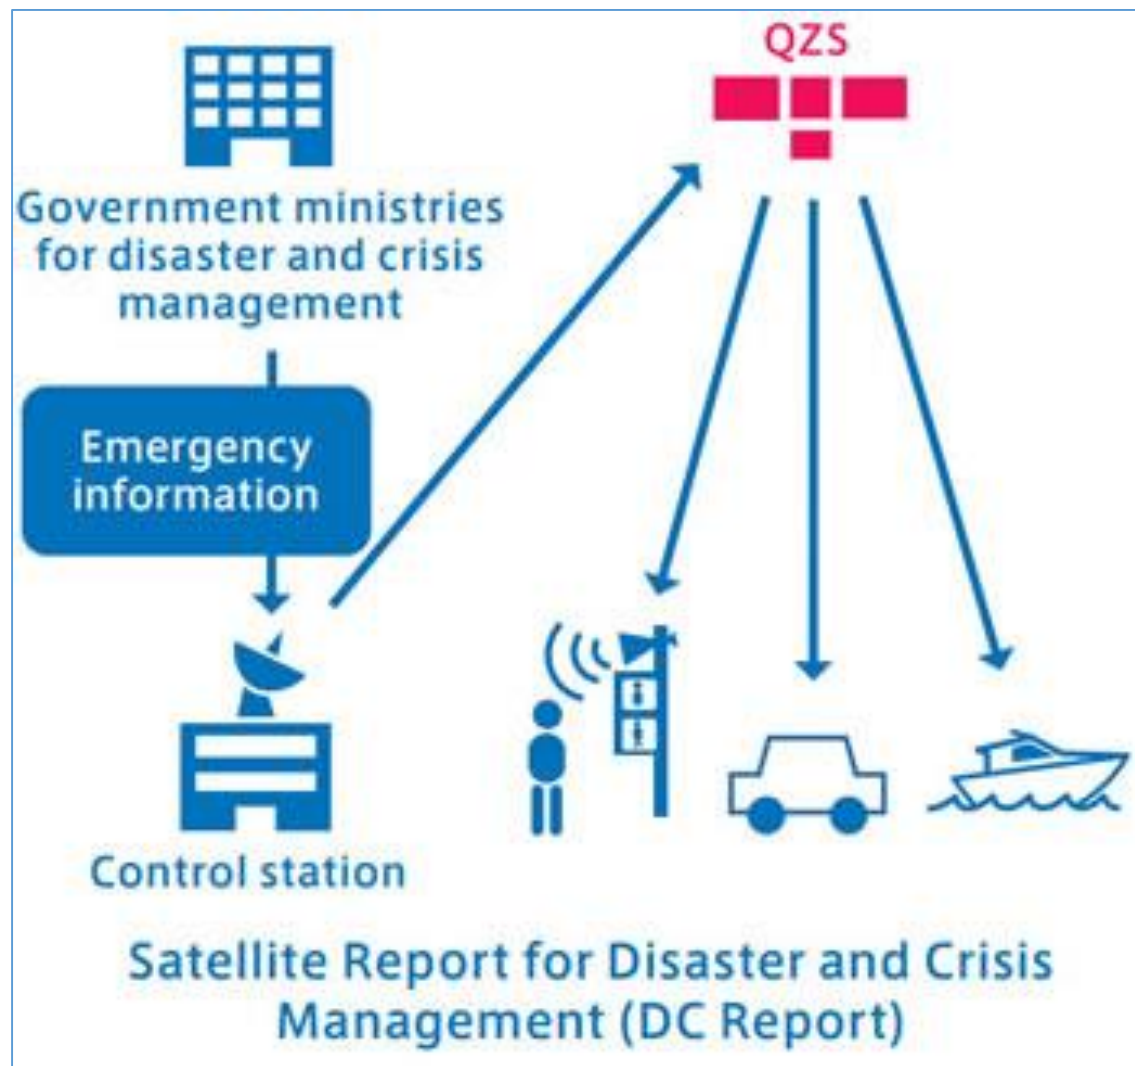 QZS
Government ministries
for disaster and crisis
management
Emergency
information
Control station
Satellite Report for Disaster and Crisis
Management (DC Report)